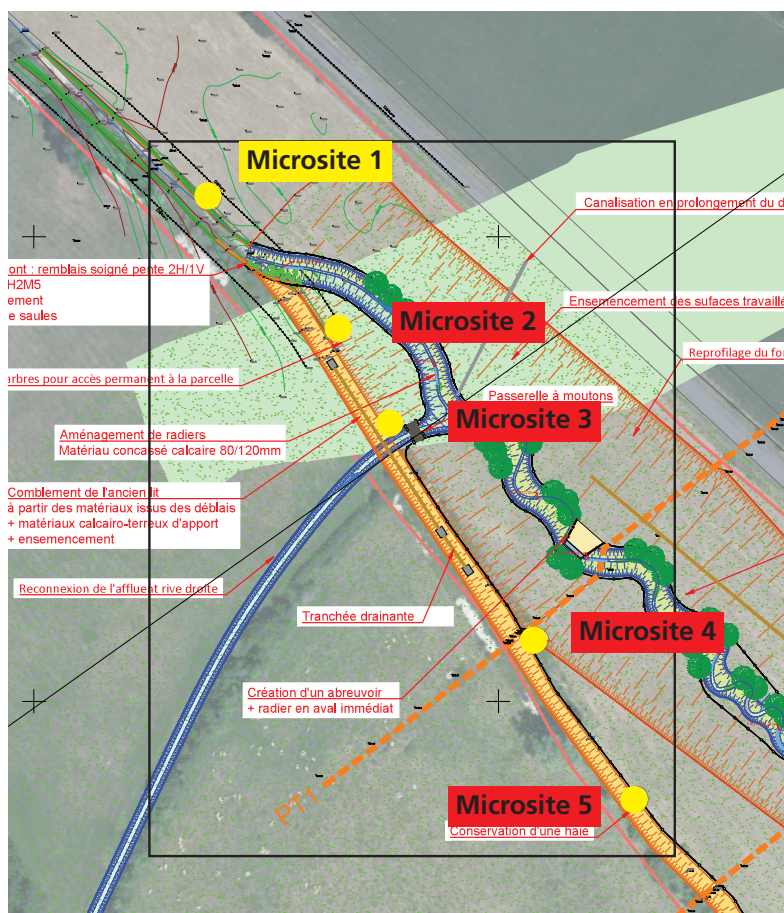 Microsite 1
Canalisation en prolongement du d
ont : remblais soigné pente 2H/1V
H2M5
ement
e saules
Ensemencement des sufaces travaillé
Microsite 2
Reprofilage du fon
arbres pour accès permanent à la parcelle
Passerelle à moutons
Microsite 3
Aménagement de radiers
Matériau concassé calcaire 80/120mm
Comblement de l'ancien lit
à partir des matériaux issus des déblais
+ matériaux calcairo-terreux d'apport
+ ensemencement
Reconnexion de l'affluent rive droite
Tranchée drainante
Microsite 4
Création d'un abreuvoir
+ radier en aval immédiat
PT1
Microsite 5
Conservation d'une haie